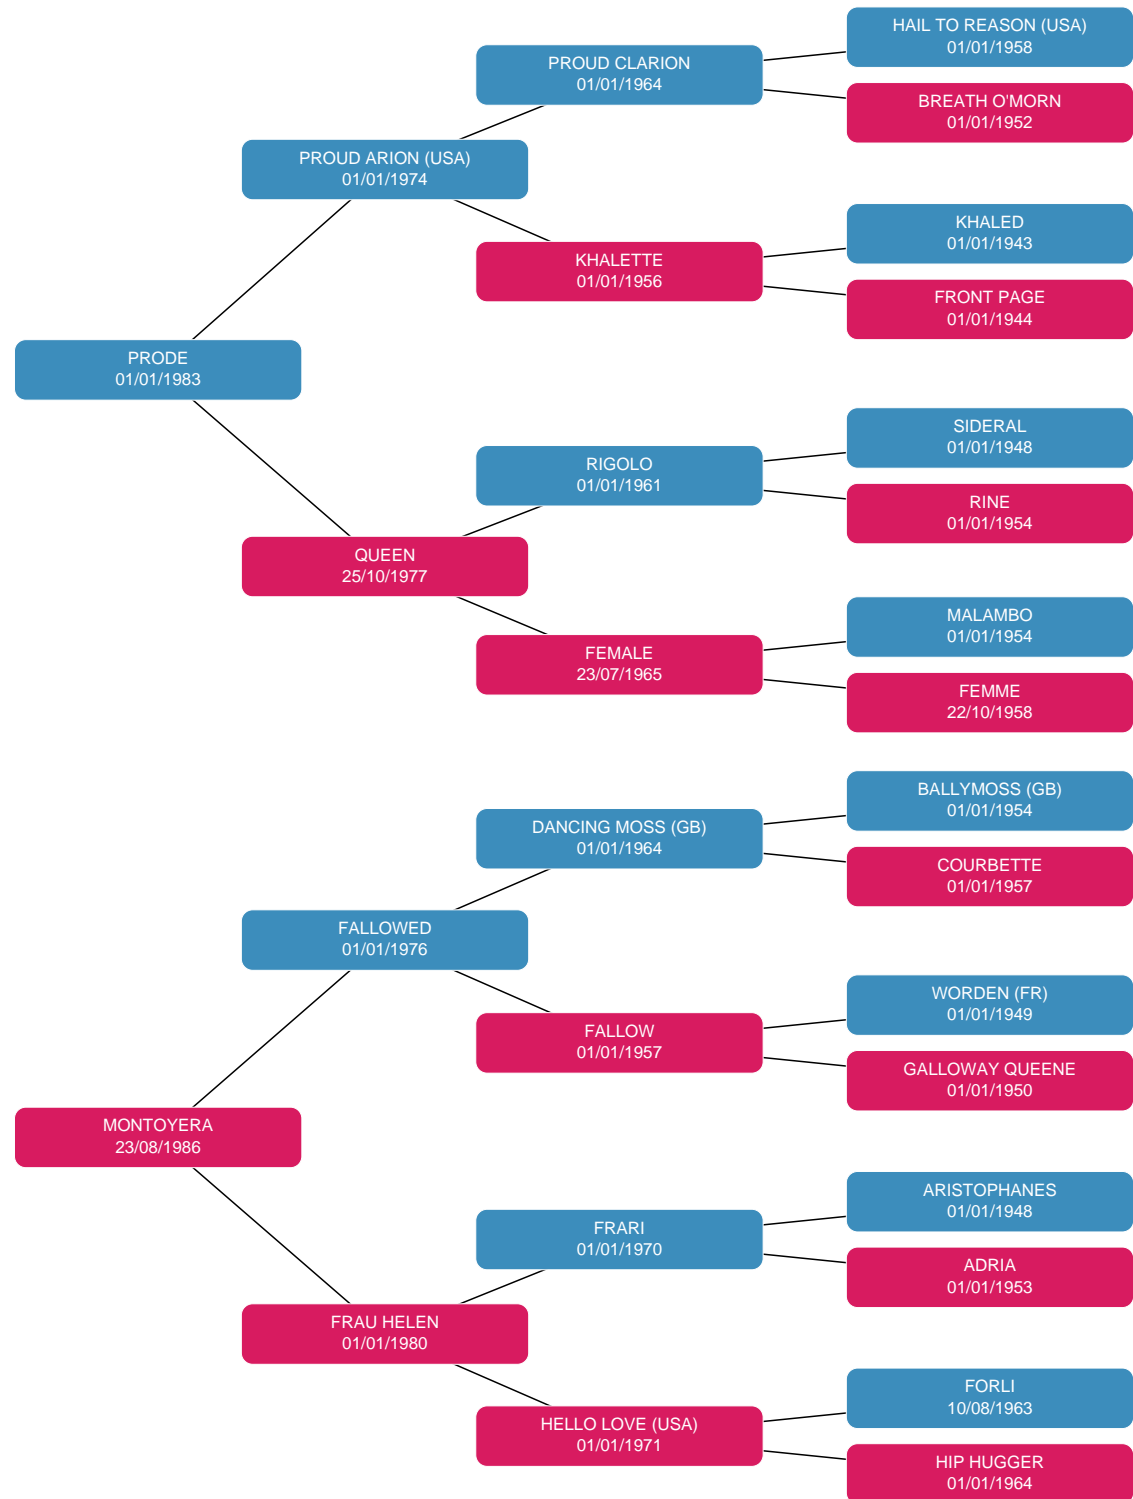 HAIL TO REASON (USA)
01/01/1958
PROUD CLARION
01/01/1964
BREATH O'MORN
01/01/1952
PROUD ARION (USA)
01/01/1974
KHALED
01/01/1943
KHALETTE
01/01/1956
FRONT PAGE
01/01/1944
PRODE
01/01/1983
SIDERAL
01/01/1948
RIGOLO
01/01/1961
RINE
01/01/1954
QUEEN
25/10/1977
MALAMBO
01/01/1954
FEMALE
23/07/1965
FEMME
22/10/1958
BALLYMOSS (GB)
01/01/1954
DANCING MOSS (GB)
01/01/1964
COURBETTE
01/01/1957
FALLOWED
01/01/1976
WORDEN (FR)
01/01/1949
FALLOW
01/01/1957
GALLOWAY QUEENE
01/01/1950
MONTOYERA
23/08/1986
ARISTOPHANES
01/01/1948
FRARI
01/01/1970
ADRIA
01/01/1953
FRAU HELEN
01/01/1980
FORLI
10/08/1963
HELLO LOVE (USA)
01/01/1971
HIP HUGGER
01/01/1964